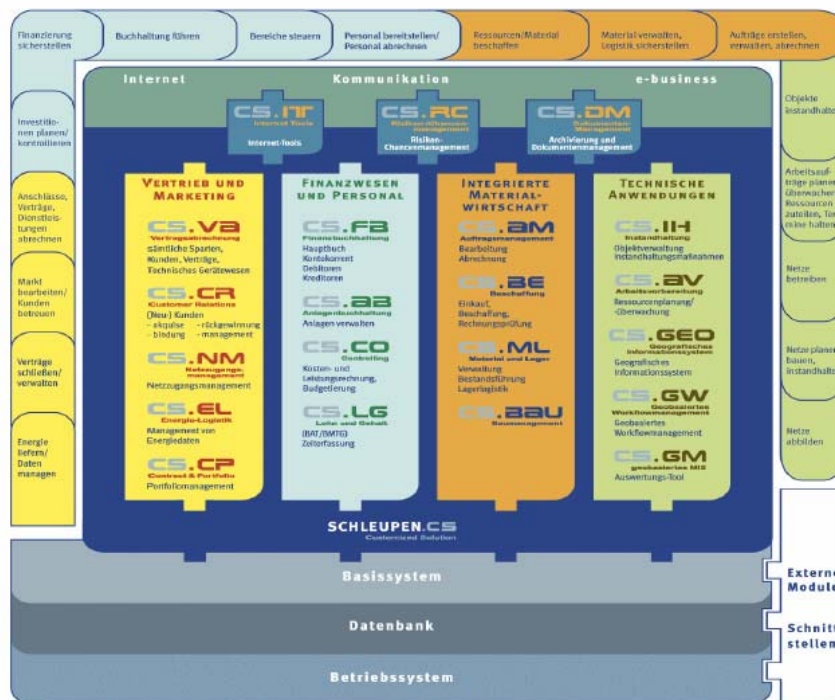 Finanzierung
sicherstellen
Buchhaltung führen
Bereiche steuern
Personal bereitstellen/
Personal abrechnen
Ressourcen/Material
beschaffen
Material verwalten,
Logistik sicherstellen
Aufträge erstellen,
verwalten, abrechnen
Investitio-
nen planen/
kontrollieren
Anschlüsse,
Verträge,
Dienstleis-
tungen
abrechnen
Markt
bearbeiten/
Kunden
betreuen
Verträge
schließen/
verwalten
Energie
liefern/
Daten
managen
Internet
Kommunikation
e-business
CS.IT
Internet Tools
Internet-Tools
CS.RC
Risiken-Chancen-
management
Risiken-
Chancenmanagement
CS.DM
Dokumenten-
Management
Archivierung und
Dokumentenmanagement
VERTRIEB UND
MARKETING
CS.VA
Vertragsabrechnung
sämtliche Sparten,
Kunden, Verträge,
Technisches Gerätewesen
CS.CR
Customer Relations
(Neu-) Kunden
- akquise - rückgewinnung
- bindung - management
CS.NM
Netzzugangs-
management
Netzzugangsmanagement
CS.EL
Energie-Logistik
Management von
Energiedaten
CS.CP
Contract & Portfolio
Portfoliomanagement
FINANZWESEN
UND PERSONAL
CS.FB
Finanzbuchhaltung
Hauptbuch
Kontokorrent
Debitoren
Kreditoren
CS.AB
Anlagenbuchhaltung
Anlagen verwalten
CS.CO
Controlling
Kosten- und
Leistungsrechnung,
Budgetierung
CS.LG
Lohn und Gehalt
(BAT/BMTG)
Zeiterfassung
INTEGRIERTE
MATERIAL-
WIRTSCHAFT
CS.AM
Auftragsmanagement
Bearbeitung
Abrechnung
CS.BE
Beschaffung
Einkauf,
Beschaffung,
Rechnungsprüfung
CS.ML
Material und Lager
Verwaltung
Bestandsführung
Lagerlogistik
CS.BAU
Baumanagement
TECHNISCHE
ANWENDUNGEN
CS.IH
Instandhaltung
Objektverwaltung
Instandhaltungsmaßnahmen
CS.AV
Arbeitsvorbereitung
Ressourcenplanung/
-überwachung
CS.GEO
Geografisches
Informationssystem
Geografisches
Informationssystem
CS.GW
Geobasiertes
Workflowmanagement
Geobasiertes
Workflowmanagement
CS.GM
geobasiertes MIS
Auswertungs-Tool
Objekte
instandhalte
Arbeitsauf-
träge planen
überwachen
Ressourcen
zuteilen, Ter
mine halten
Netze
betreiben
Netze planen
bauen,
instandhalte
Netze
abbilden
SCHLEUPEN.CS
Customized Solution
Basissystem
Datenbank
Betriebssystem
Externe
Module
Schnitt
stellen